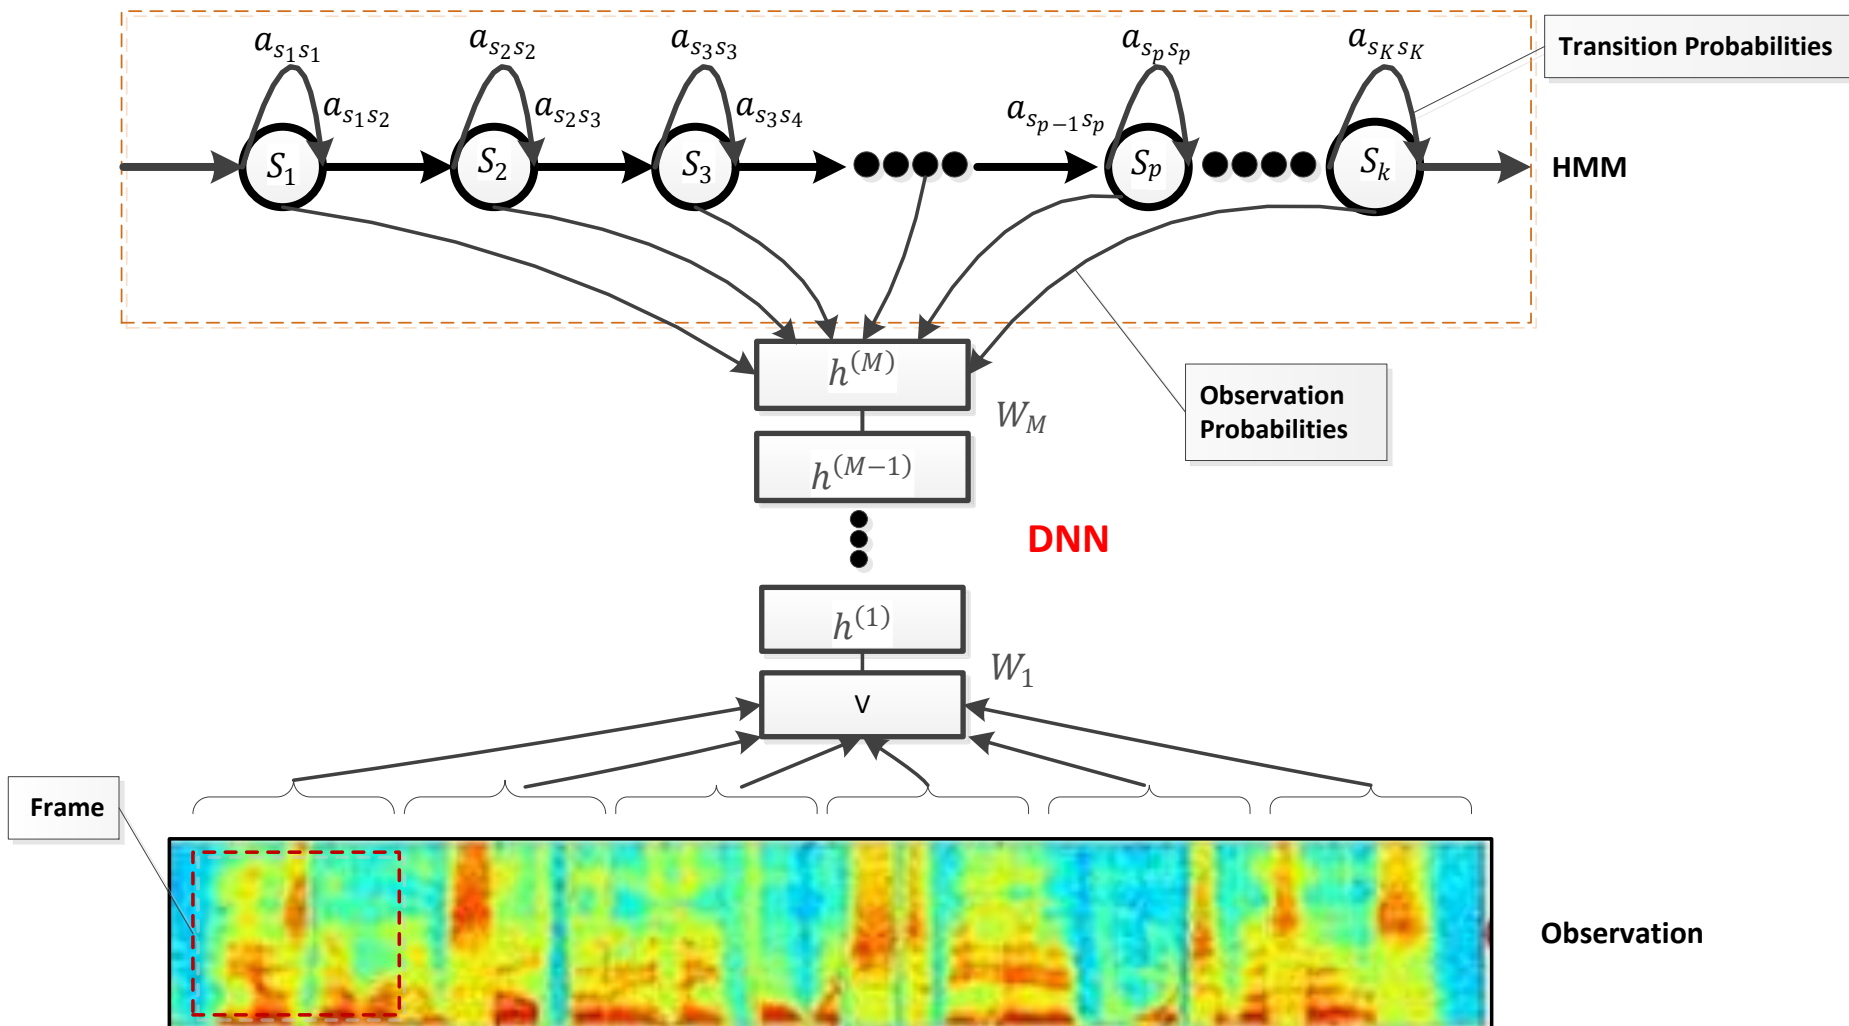 a_{s_1s_1}
a_{s_2s_2}
a_{s_3s_3}
a_{s_ps_p}
a_{s_Ks_K}
Transition Probabilities
a_{s_1s_2}
a_{s_2s_3}
a_{s_3s_4}
a_{s_{p-1}s_p}
S_1
S_2
S_3
S_p
S_k
HMM
h^{(M)}
W_M
Observation
Probabilities
h^{(M-1)}
DNN
h^{(1)}
W_1
v
Frame
Observation